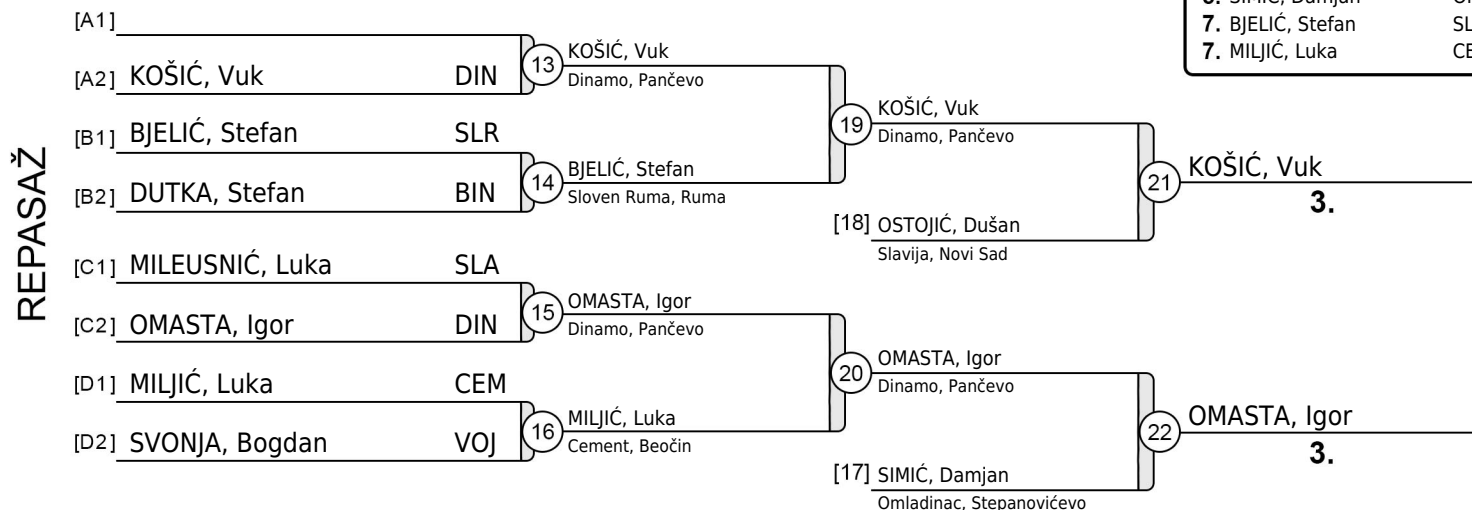 [A1]
[A2] KOŠIĆ, Vuk DIN
[B1] BJELIĆ, Stefan SLR
[B2] DUTKA, Stefan BIN
[C1] MILEUSNIĆ, Luka SLA
[C2] OMASTA, Igor DIN
[D1] MILJIĆ, Luka CEM
[D2] SVONJA, Bogdan VOJ
REPASAŽ
13
KOŠIĆ, Vuk
Dinamo, Pančevo
14
BJELIĆ, Stefan
Sloven Ruma, Ruma
15
OMASTA, Igor
Dinamo, Pančevo
16
MILJIĆ, Luka
Cement, Beočin
19
KOŠIĆ, Vuk
Dinamo, Pančevo
[18] OSTOJIĆ, Dušan
Slavija, Novi Sad
20
OMASTA, Igor
Dinamo, Pančevo
[17] SIMIĆ, Damjan
Omladinac, Stepanovićevo
21
KOŠIĆ, Vuk
3.
22
OMASTA, Igor
3.
SIMIĆ, Damjan
7. BJELIĆ, Stefan SL
7. MILJIĆ, Luka CE